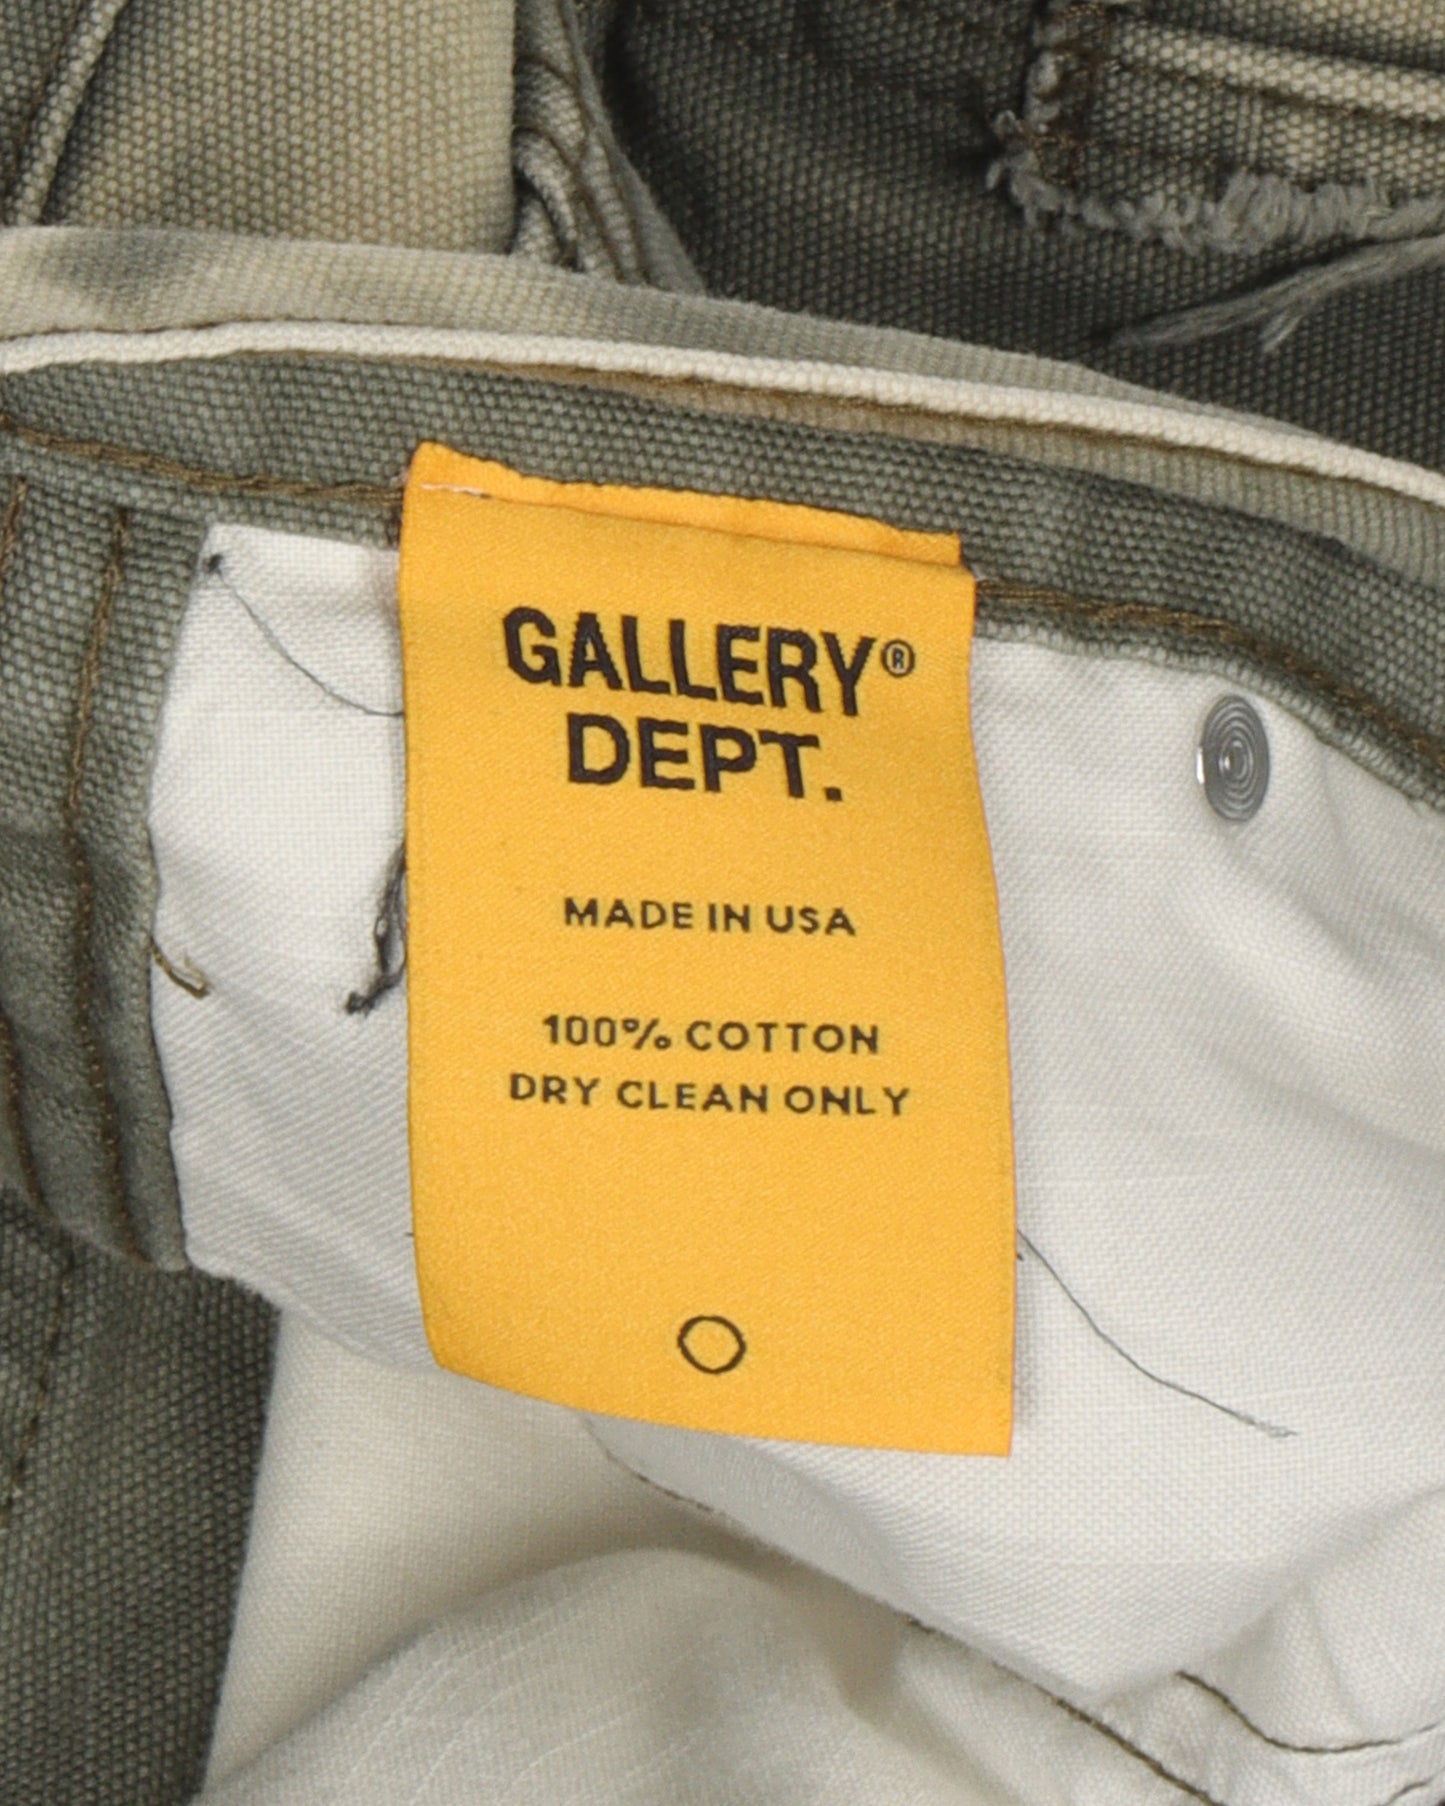 GALLERY®
DEPT.
MADE IN USA
100% COTTON
DRY CLEAN ONLY